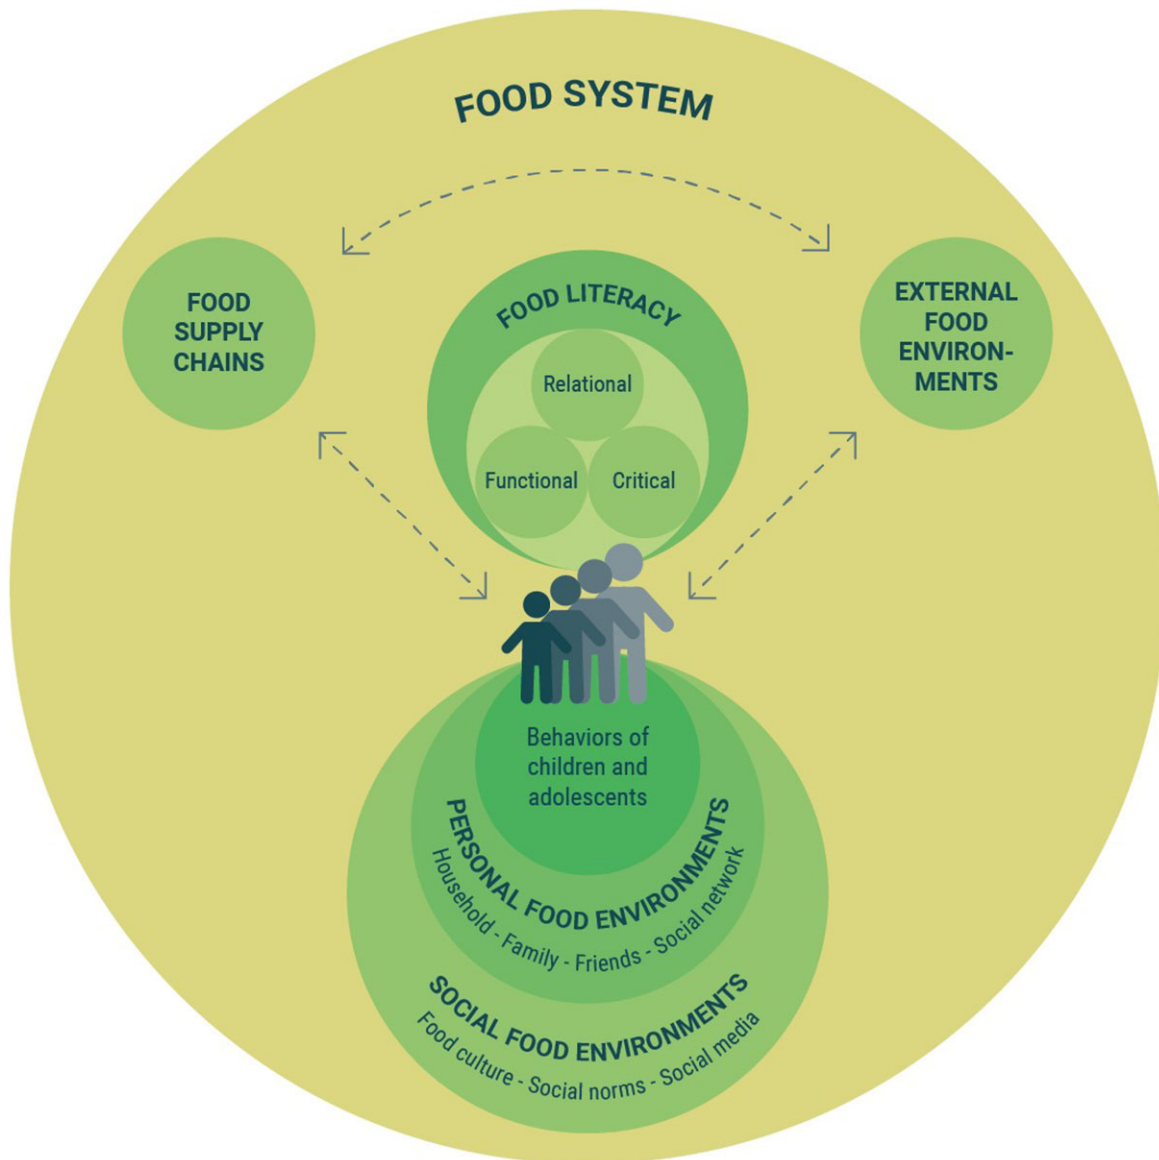 FOOD SYSTEM
FOOD
SUPPLY
CHAINS
EXTERNAL
FOOD
ENVIRON-
MENTS
FOOD LITERACY
Relational
Functional
Critical
Behaviors of
children and
adolescents
PERSONAL FOOD ENVIRONMENTS
Household - Family - Friends - Social network
SOCIAL FOOD ENVIRONMENTS
Food culture - Social norms - Social media